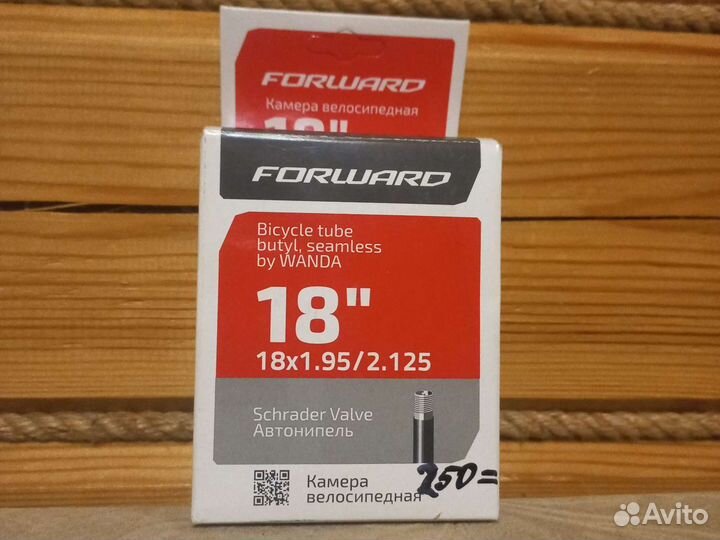 FORWARD
Камера велосипедная
18"
FORWARD
Bicycle tube
butyl, seamless
by WANDA
18"
18x1.95/2.125
Schrader Valve
Автонипель
Камера
велосипедная
250=
Avito